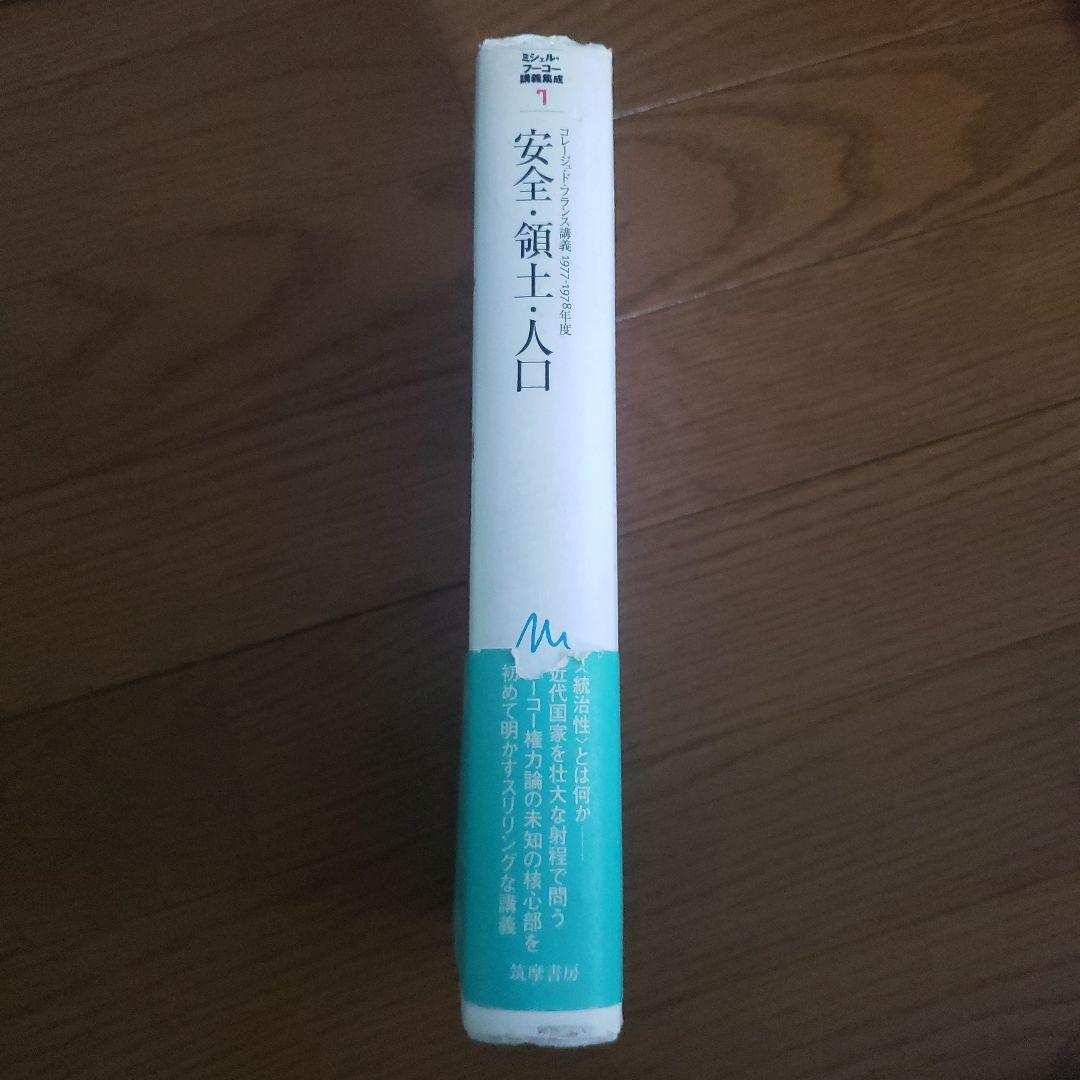 ミシェル・
フーコー
講義集成
7
コレージュ・ド・フランス講義 1977-1978年度
安全・領土・人口
〈統治性〉とは何か――
近代国家を壮大な射程で問う
ーコー権力論の未知の核心部を
初めて明かすスリリングな講義
筑摩書房